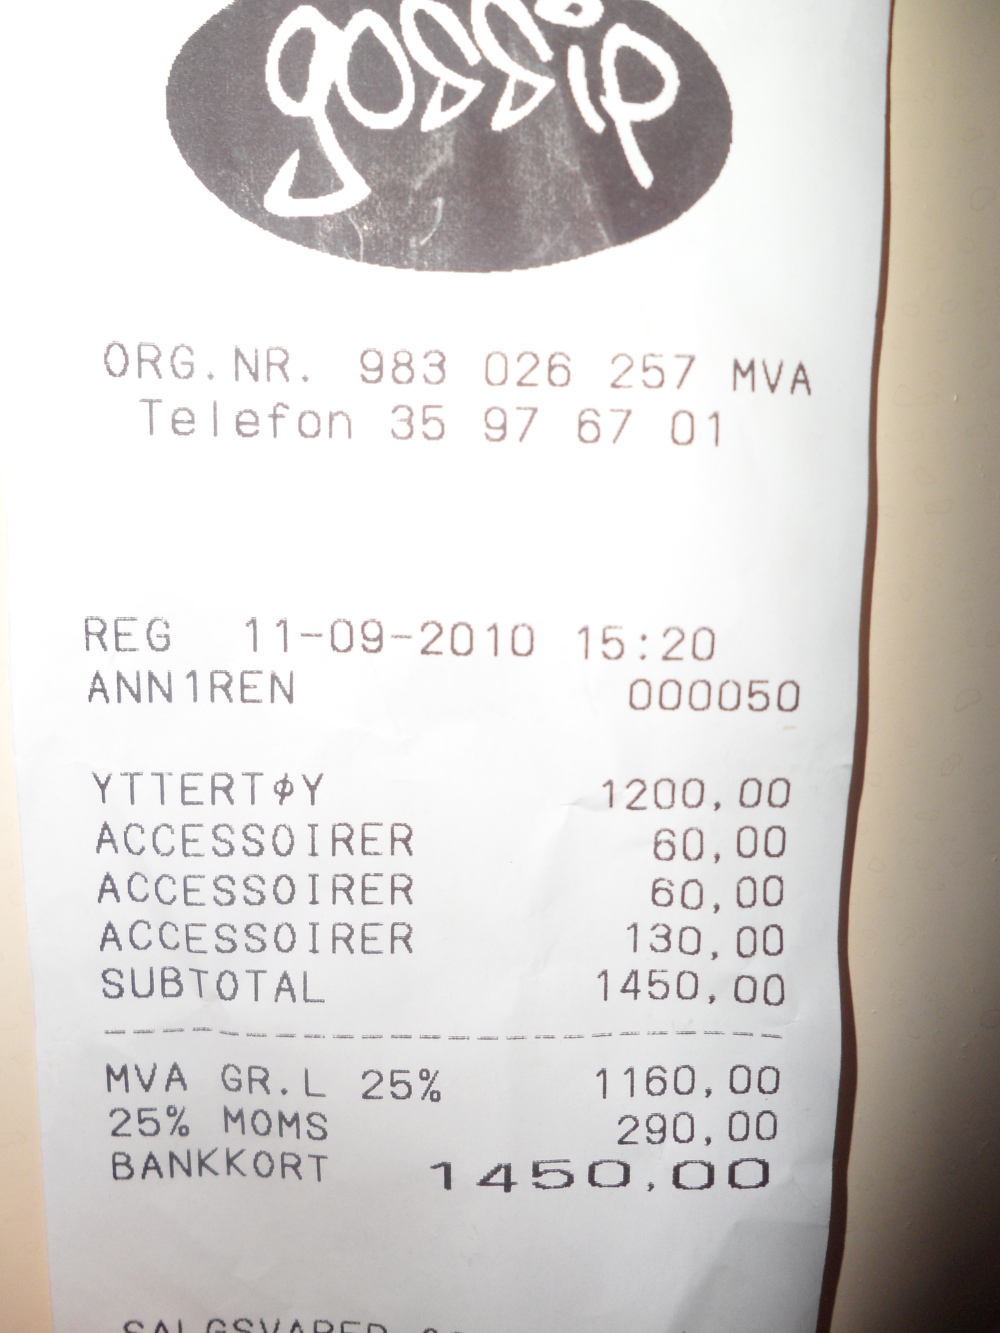 gossip
ORG.NR. 983 026 257 MVA
Telefon 35 97 67 01
REG 11-09-2010 15:20
ANN1REN 000050
YTTERTØY 1200,00
ACCESSOIRER 60,00
ACCESSOIRER 60,00
ACCESSOIRER 130,00
SUBTOTAL 1450,00
MVA GR.L 25% 1160,00
25% MOMS 290,00
BANKKORT 1450,00
SALGSVARER